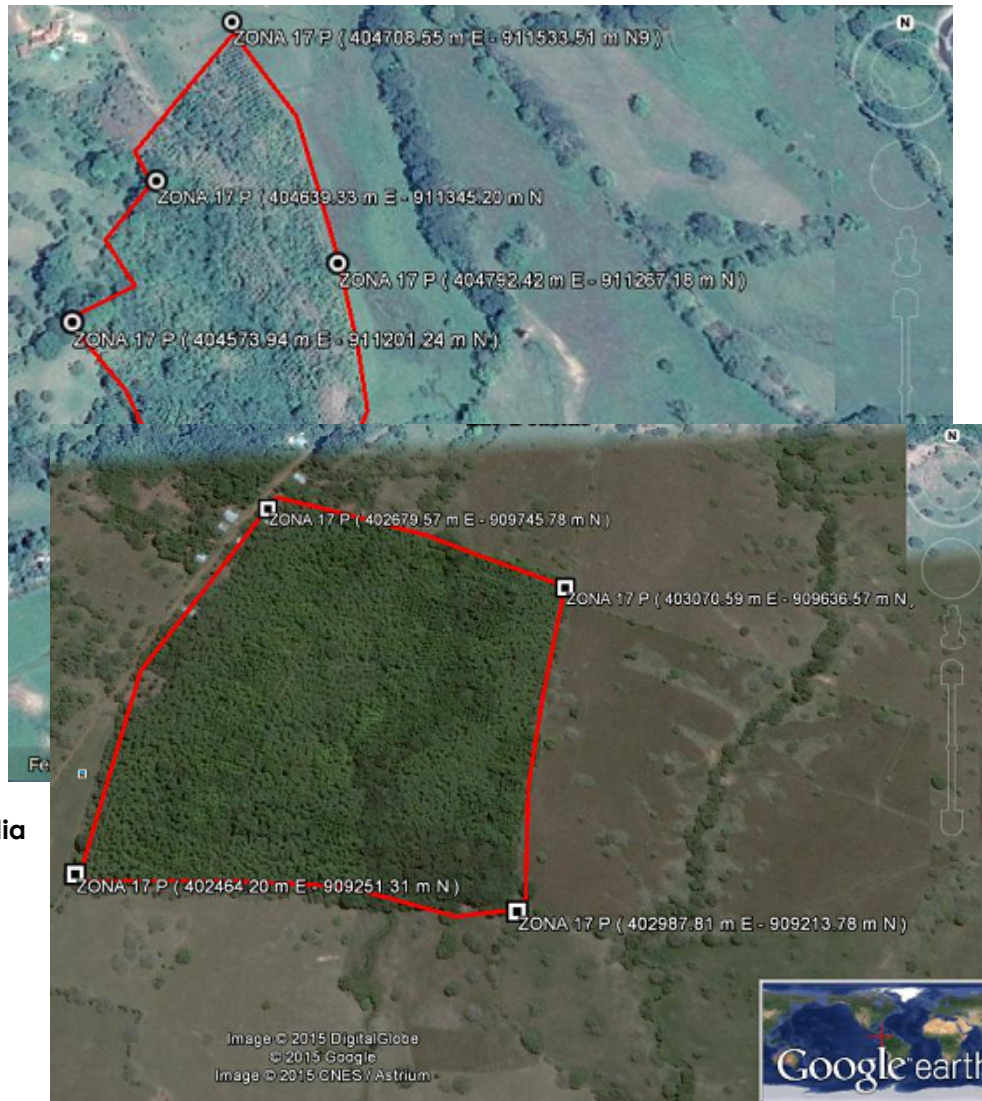 N
ZONA 17 P ( 404708.55 m E - 911533.51 m N9 )
ZONA 17 P ( 404639.33 m E - 911345.20 m N
ZONA 17 P ( 404792.42 m E - 911267.18 m N )
ZONA 17 P ( 404573.94 m E - 911201.24 m N )
N
ZONA 17 P ( 402679.57 m E - 909745.78 m N )
ZONA 17 P ( 403070.59 m E - 909636.57 m N
Fe
lia
ZONA 17 P ( 402464.20 m E - 909251.31 m N )
ZONA 17 P ( 402987.81 m E - 909213.78 m N )
Image © 2015 DigitalGlobe
© 2015 Google
Image © 2015 CNES / Astrium
Google earth